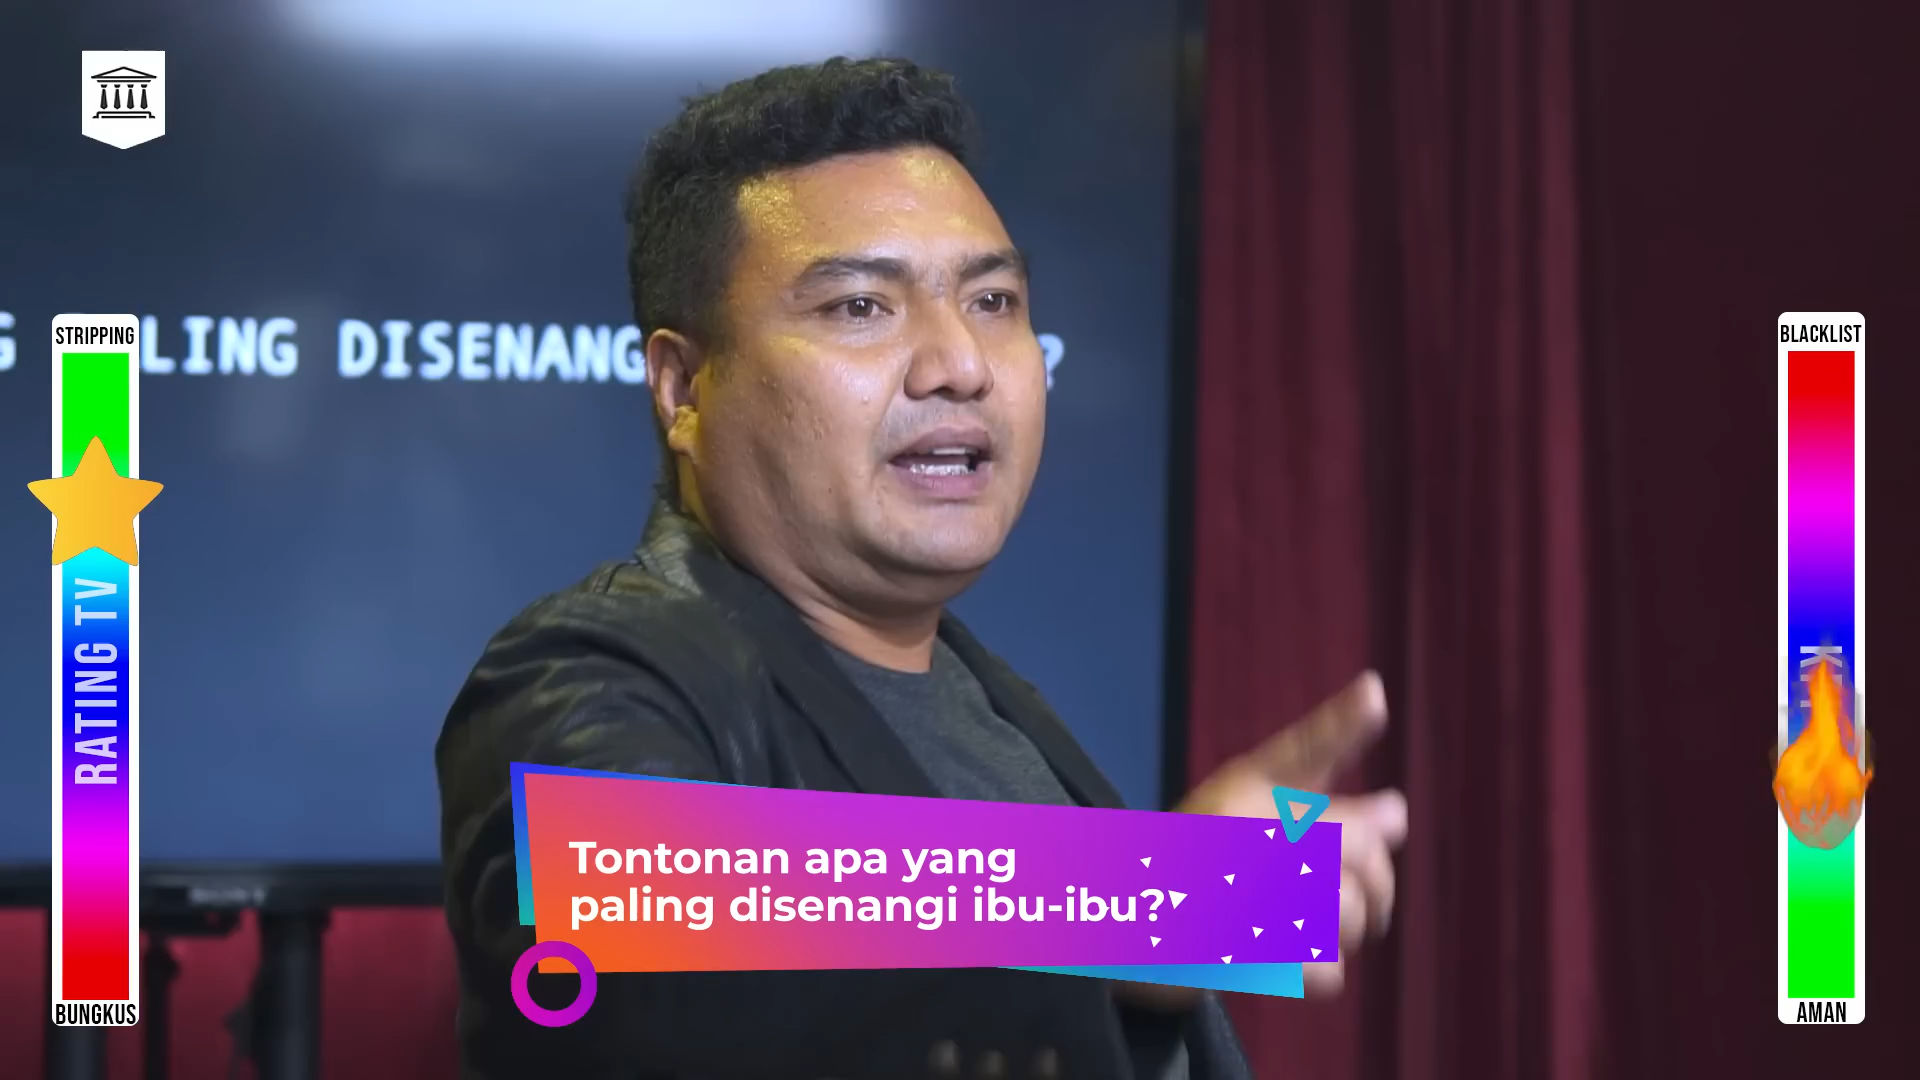 STRIPPING
LING DISENANG ?
BLACKLIST
RATING TV
Tontonan apa yang
paling disenangi ibu-ibu?
BUNGKUS
AMAN